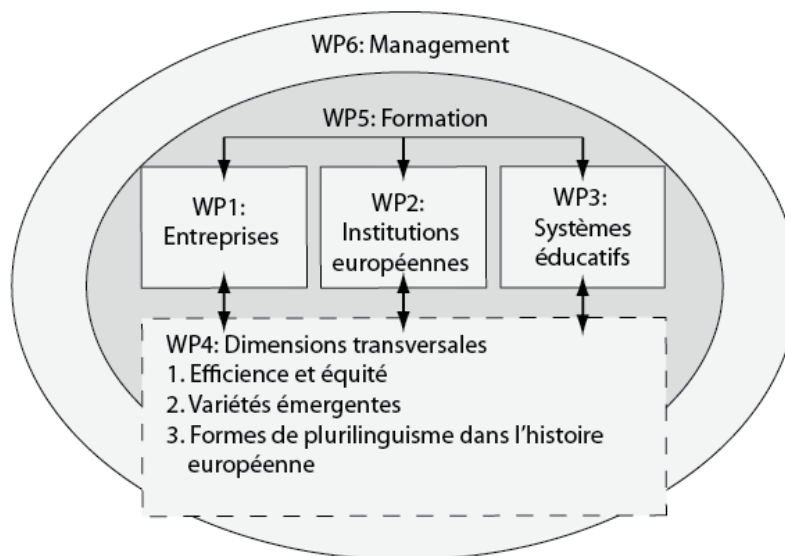 WP6: Management
WP5: Formation
WP1:
Entreprises
WP2:
Institutions
européennes
WP3:
Systèmes
éducatifs
WP4: Dimensions transversales
1. Efficience et équité
2. Variétés émergentes
3. Formes de plurilinguisme dans l’histoire
européenne